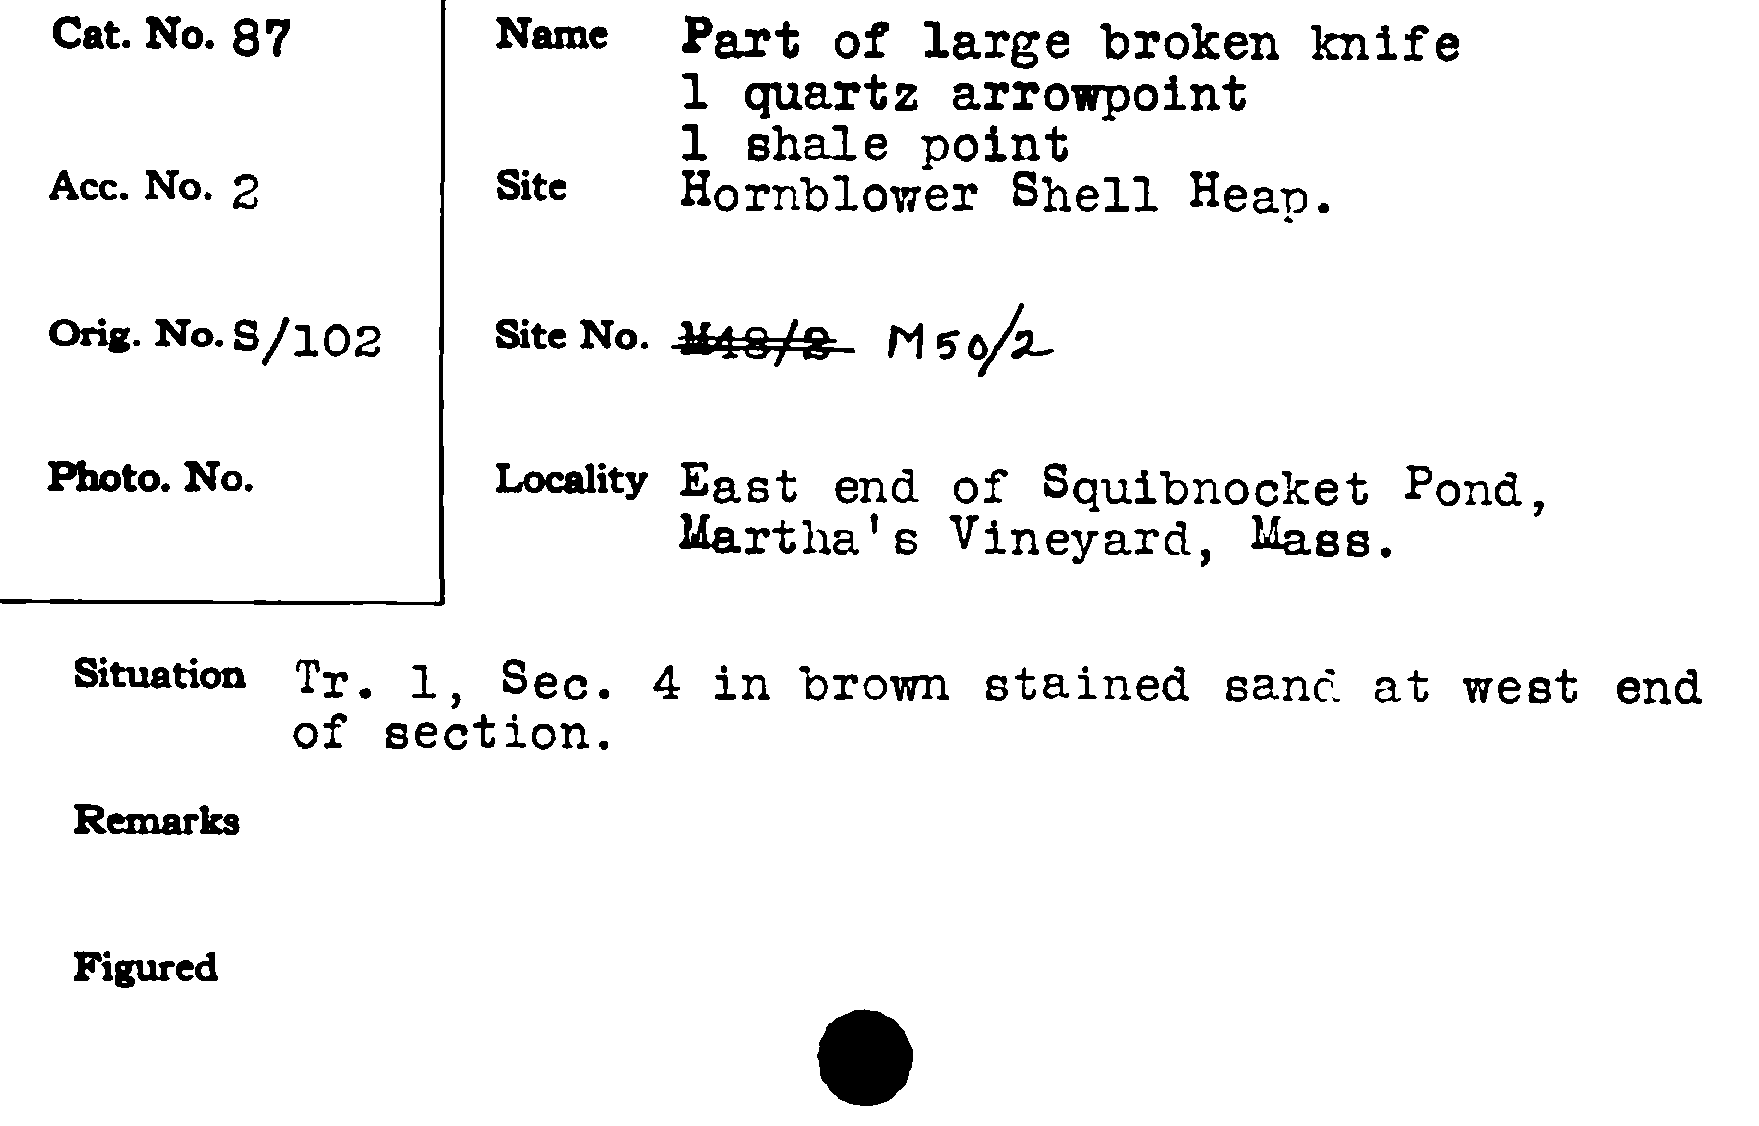 Cat. No. 87
Acc. No. 2
Orig. No. S/102
Photo. No.
Name Part of large broken knife
1 quartz arrowpoint
1 shale point
Site Hornblower Shell Heap.
Site No. M48/2 M50/2
Locality East end of Squibnocket Pond,
Martha's Vineyard, Mass.
Situation Tr. 1, Sec. 4 in brown stained sand at west end
of section.
Remarks
Figured